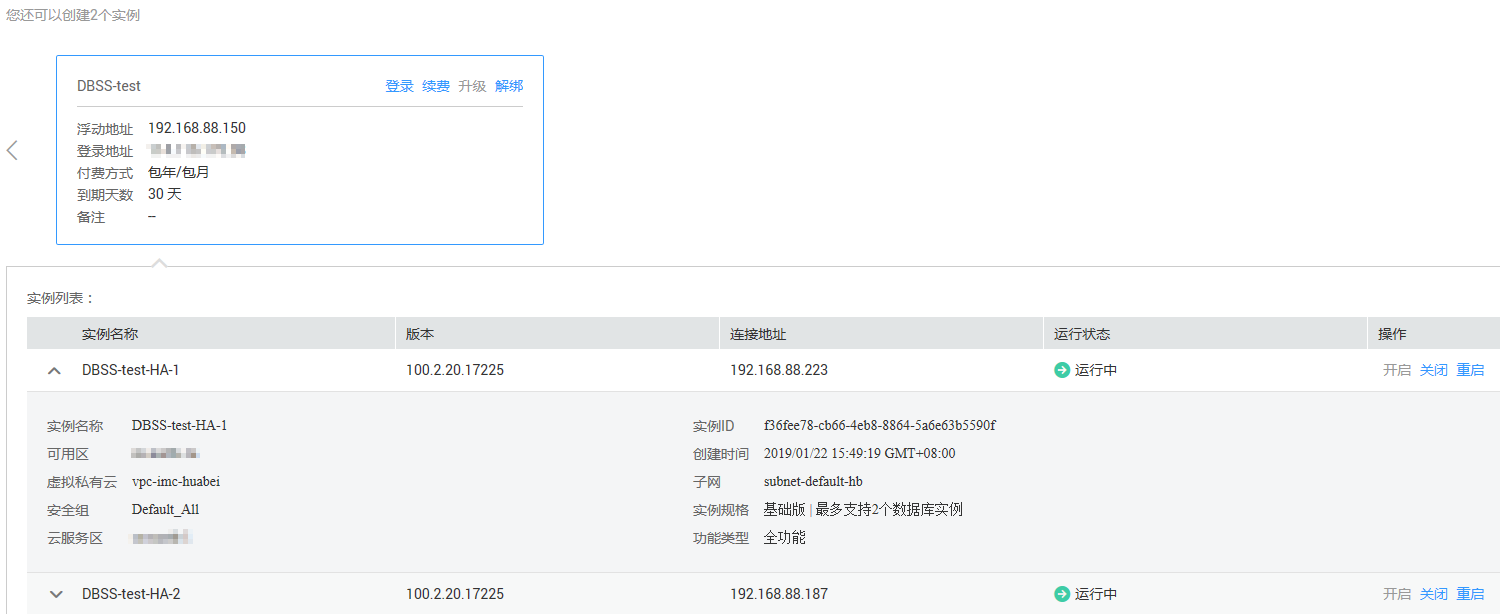 您还可以创建2个实例
DBSS-test 登录 续费 升级 解绑
浮动地址 192.168.88.150
登录地址
付费方式 包年/包月
到期天数 30 天
备注 --
实例列表：
实例名称 版本 连接地址 运行状态 操作
DBSS-test-HA-1 100.2.20.17225 192.168.88.223 运行中 开启 关闭 重启
实例名称 DBSS-test-HA-1 实例ID f36fee78-cb66-4eb8-8864-5a6e63b5590f
可用区 创建时间 2019/01/22 15:49:19 GMT+08:00
虚拟私有云 vpc-imc-huabei 子网 subnet-default-hb
安全组 Default_All 实例规格 基础版 | 最多支持2个数据库实例
云服务区 功能类型 全功能
DBSS-test-HA-2 100.2.20.17225 192.168.88.187 运行中 开启 关闭 重启